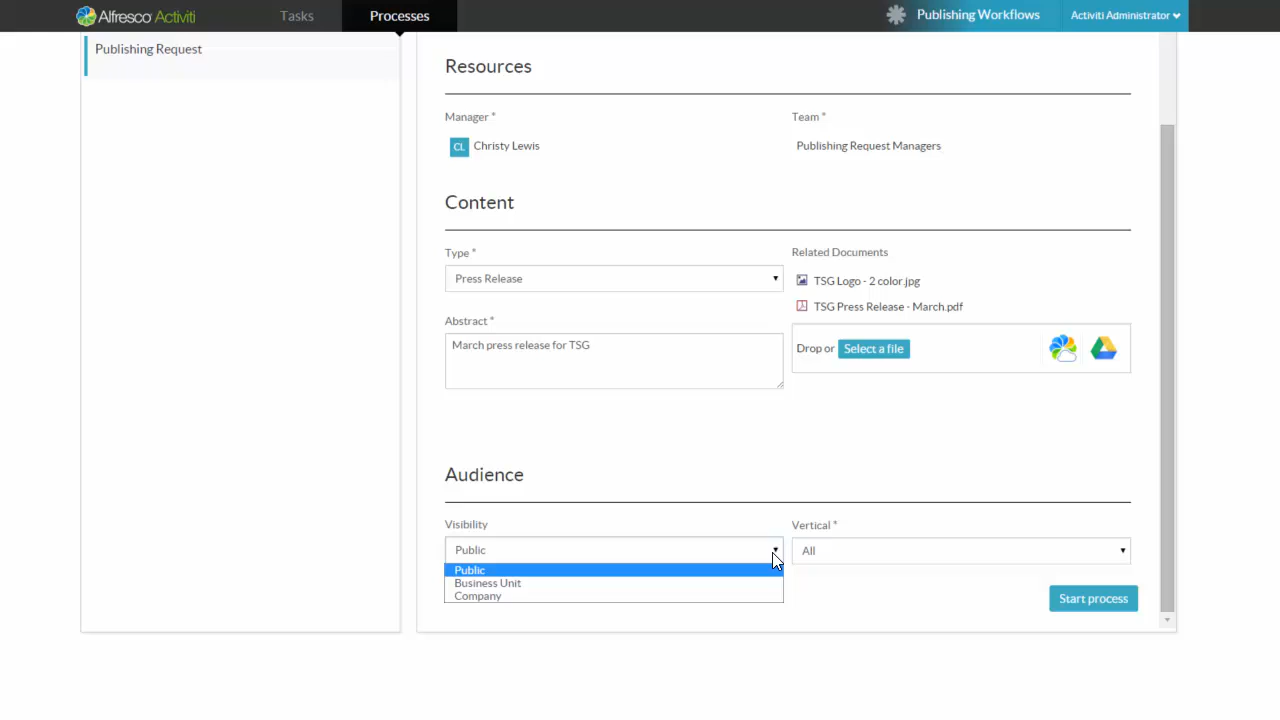 Alfresco Activiti
Tasks
Processes
Publishing Workflows
Activiti Administrator
Publishing Request
Resources
Manager *
Team *
CL Christy Lewis
Publishing Request Managers
Content
Type *
Related Documents
Press Release
TSG Logo - 2 color.jpg
TSG Press Release - March.pdf
Abstract *
March press release for TSG
Drop or Select a file
Audience
Visibility
Vertical *
Public
All
Public
Business Unit
Company
Start process